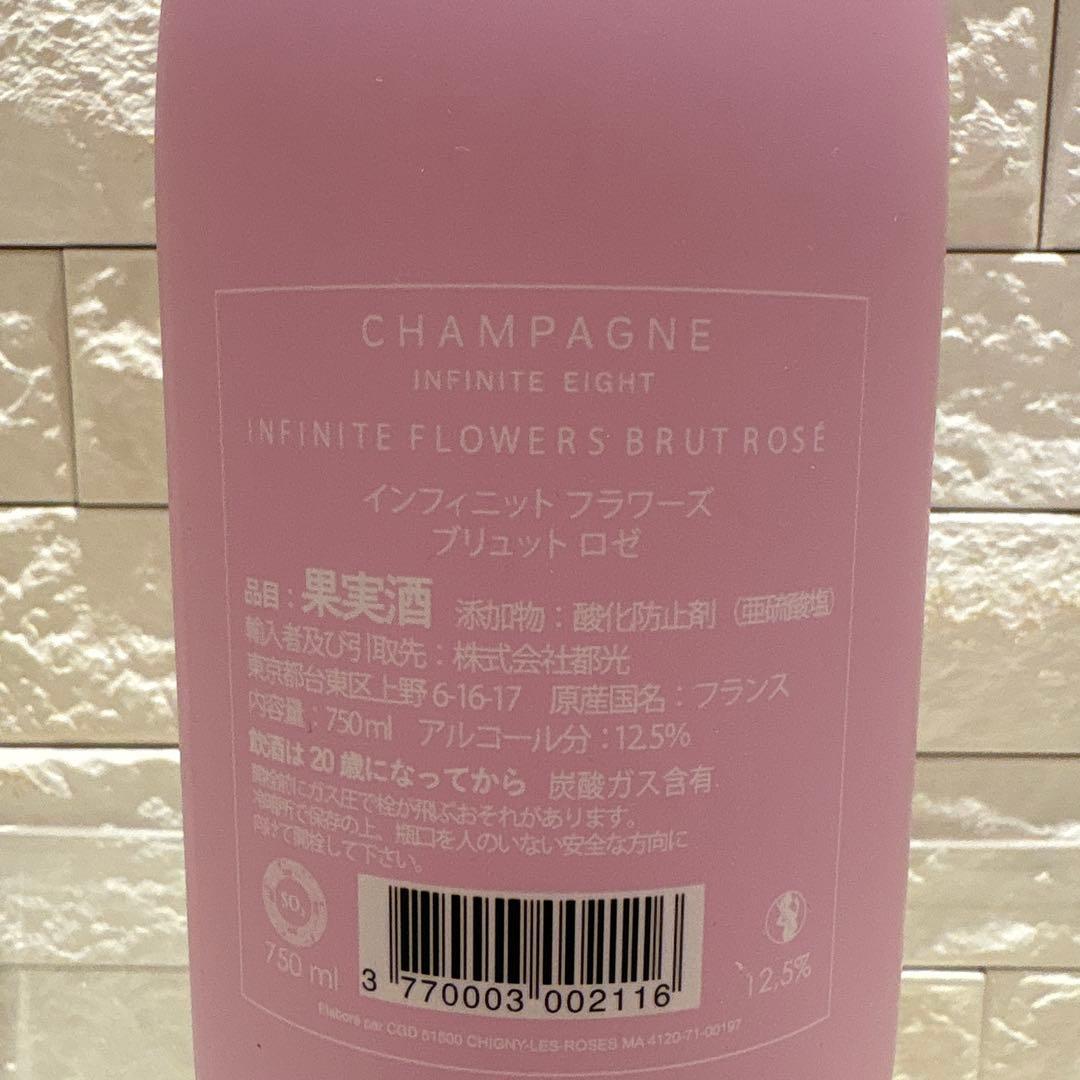 CHAMPAGNE
INFINITE EIGHT
INFINITE FLOWERS BRUT ROSÉ
インフィニット フラワーズ
ブリュット ロゼ
品目：果実酒 添加物：酸化防止剤（亜硫酸塩）
輸入者及び引取先：株式会社都光
東京都台東区上野6-16-17 原産国名：フランス
内容量：750ml アルコール分：12.5%
飲酒は20歳になってから 炭酸ガス含有
開栓前にガス圧で栓が飛ぶおそれがあります。
冷暗所で保存の上、瓶口を人のいない安全な方向に
向けて開栓して下さい。
SO₂
750 ml
3 770003 002116
12,5%
Elaboré par CGD 51500 CHIGNY-LES-ROSES MA 4120-71-00197